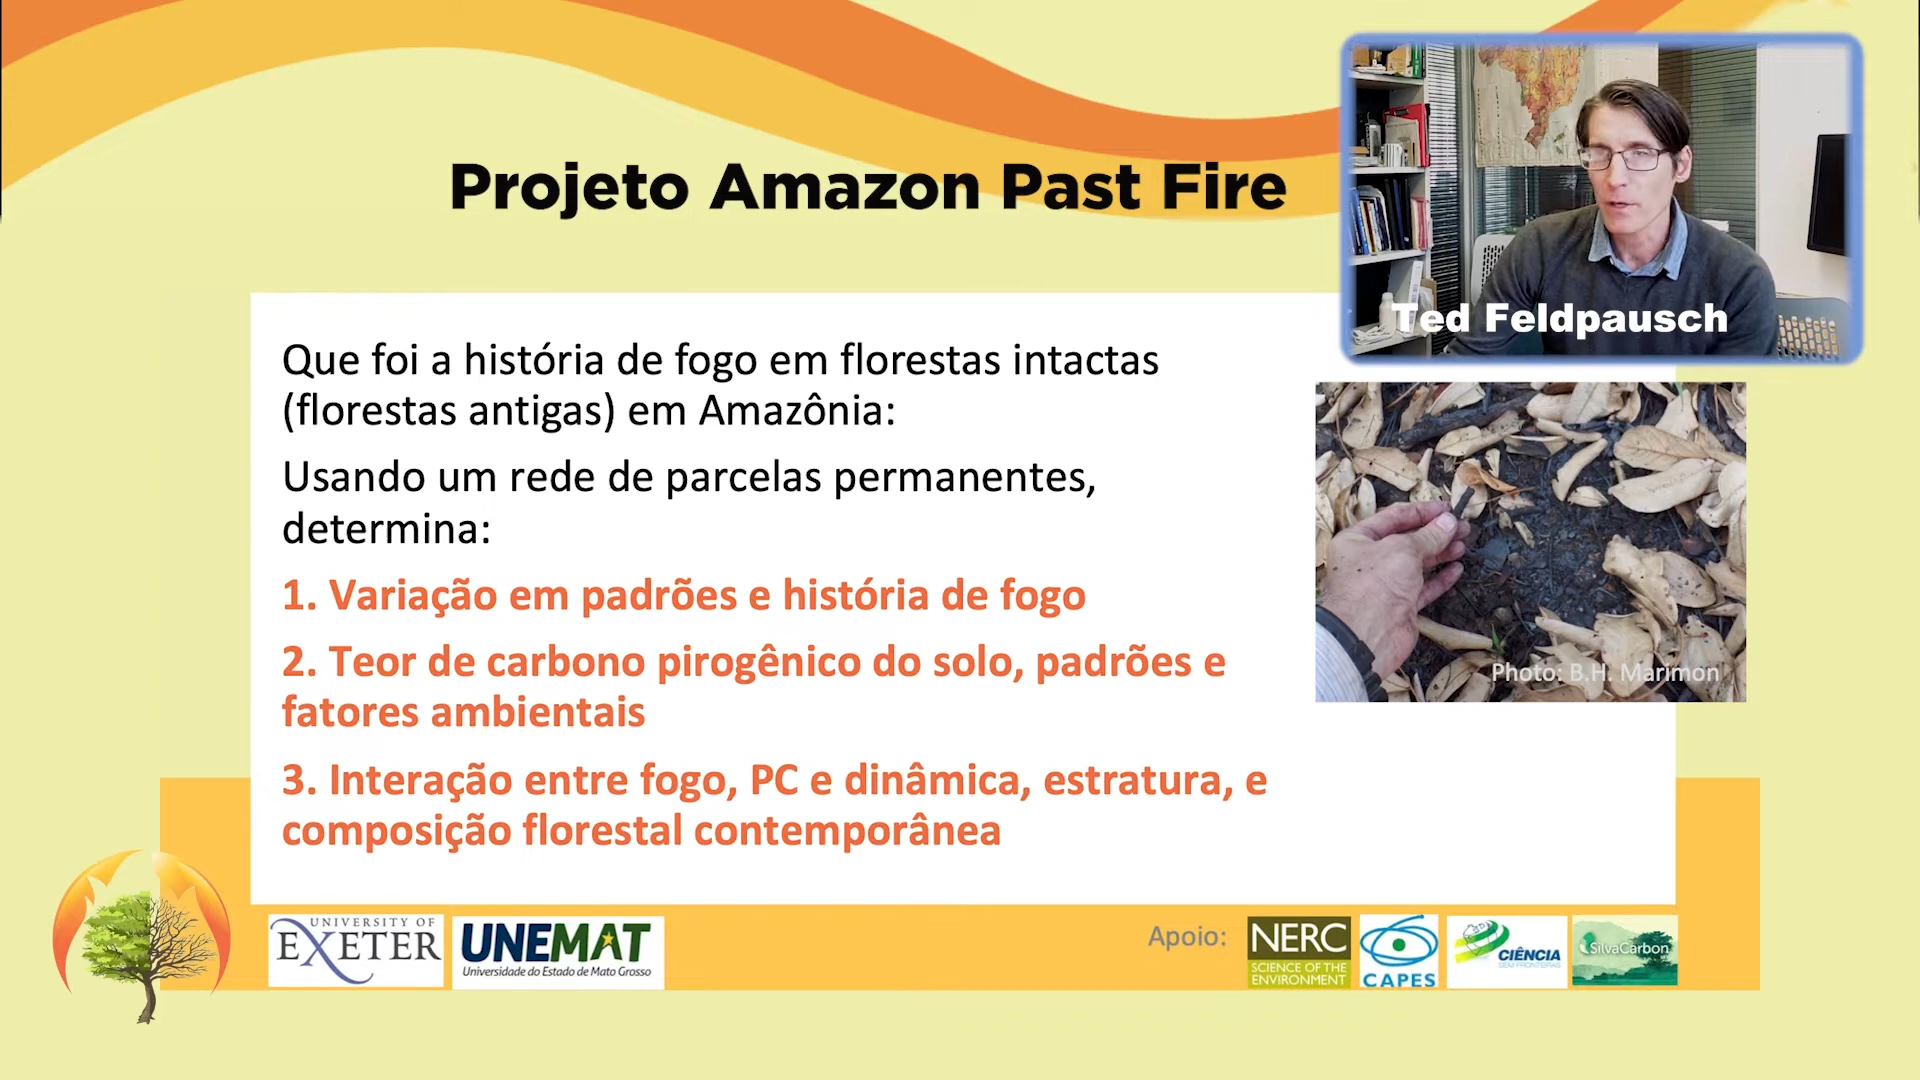 Projeto Amazon Past Fire
Ted Feldpausch
Que foi a história de fogo em florestas intactas
(florestas antigas) em Amazônia:
Usando um rede de parcelas permanentes,
determina:
1. Variação em padrões e história de fogo
2. Teor de carbono pirogênico do solo, padrões e
fatores ambientais
3. Interação entre fogo, PC e dinâmica, estratura, e
composição florestal contemporânea
Photo: B.H. Marimon
UNIVERSITY OF
EXETER
UNEMAT
Universidade do Estado de Mato Grosso
Apoio:
NERC
SCIENCE OF THE
ENVIRONMENT
CAPES
CIÊNCIA
SEM FRONTEIRAS
SilvaCarbon